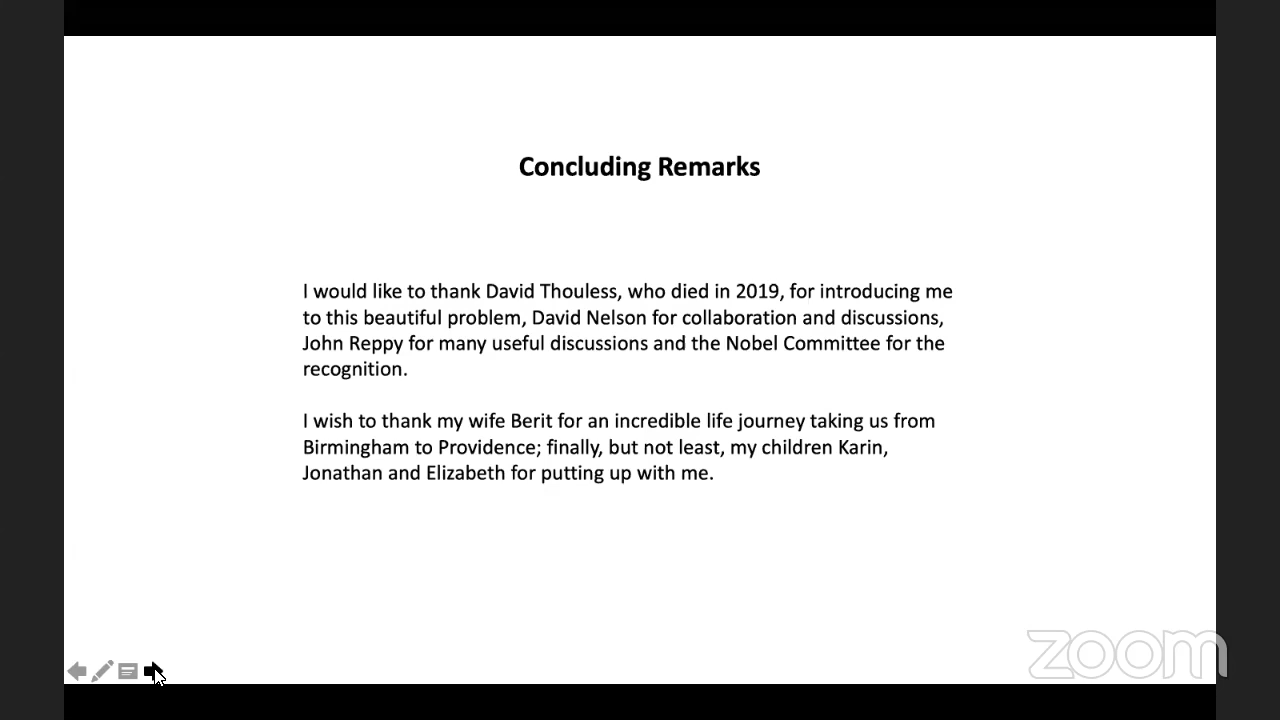 Concluding Remarks
I would like to thank David Thouless, who died in 2019, for introducing me
to this beautiful problem, David Nelson for collaboration and discussions,
John Reppy for many useful discussions and the Nobel Committee for the
recognition.
I wish to thank my wife Berit for an incredible life journey taking us from
Birmingham to Providence; finally, but not least, my children Karin,
Jonathan and Elizabeth for putting up with me.
zoom